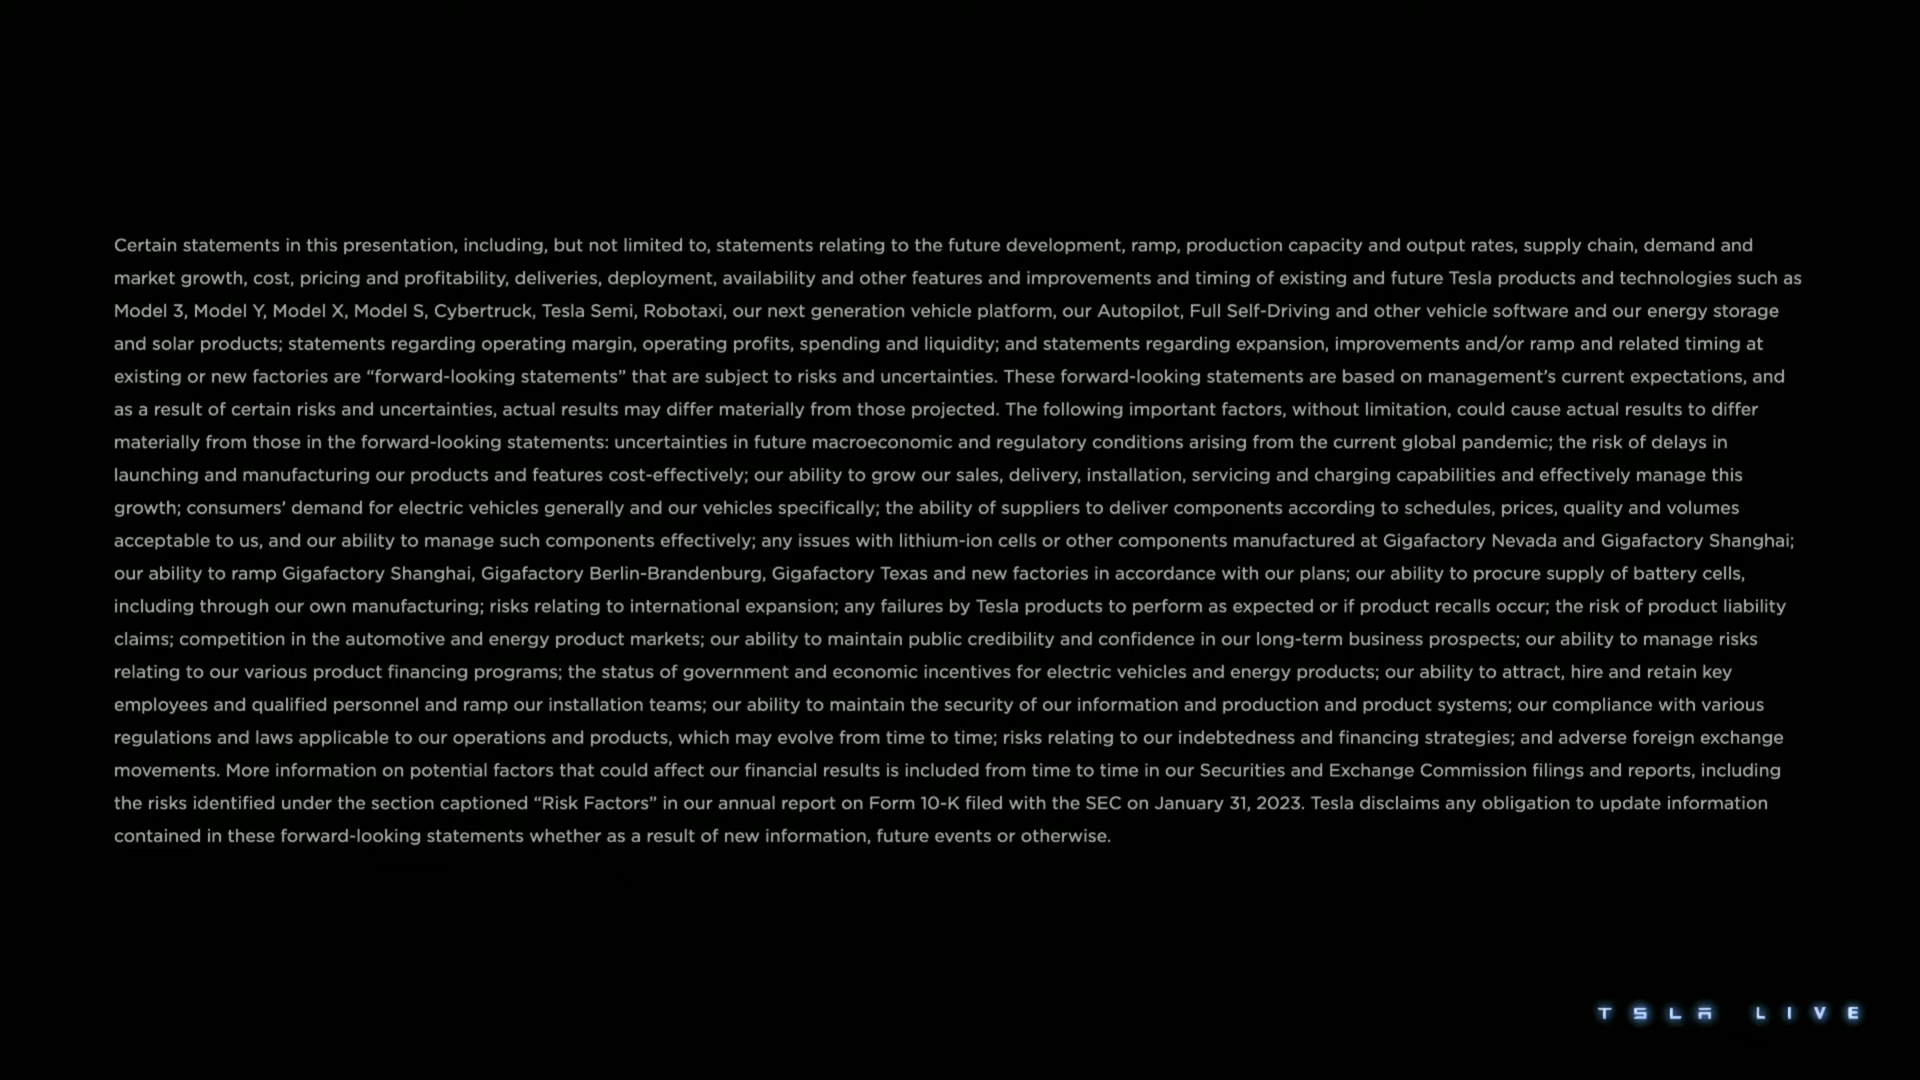 Certain statements in this presentation, including, but not limited to, statements relating to the future development, ramp, production capacity and output rates, supply chain, demand and
market growth, cost, pricing and profitability, deliveries, deployment, availability and other features and improvements and timing of existing and future Tesla products and technologies such as
Model 3, Model Y, Model X, Model S, Cybertruck, Tesla Semi, Robotaxi, our next generation vehicle platform, our Autopilot, Full Self-Driving and other vehicle software and our energy storage
and solar products; statements regarding operating margin, operating profits, spending and liquidity; and statements regarding expansion, improvements and/or ramp and related timing at
existing or new factories are “forward-looking statements” that are subject to risks and uncertainties. These forward-looking statements are based on management’s current expectations, and
as a result of certain risks and uncertainties, actual results may differ materially from those projected. The following important factors, without limitation, could cause actual results to differ
materially from those in the forward-looking statements: uncertainties in future macroeconomic and regulatory conditions arising from the current global pandemic; the risk of delays in
launching and manufacturing our products and features cost-effectively; our ability to grow our sales, delivery, installation, servicing and charging capabilities and effectively manage this
growth; consumers’ demand for electric vehicles generally and our vehicles specifically; the ability of suppliers to deliver components according to schedules, prices, quality and volumes
acceptable to us, and our ability to manage such components effectively; any issues with lithium-ion cells or other components manufactured at Gigafactory Nevada and Gigafactory Shanghai;
our ability to ramp Gigafactory Shanghai, Gigafactory Berlin-Brandenburg, Gigafactory Texas and new factories in accordance with our plans; our ability to procure supply of battery cells,
including through our own manufacturing; risks relating to international expansion; any failures by Tesla products to perform as expected or if product recalls occur; the risk of product liability
claims; competition in the automotive and energy product markets; our ability to maintain public credibility and confidence in our long-term business prospects; our ability to manage risks
relating to our various product financing programs; the status of government and economic incentives for electric vehicles and energy products; our ability to attract, hire and retain key
employees and qualified personnel and ramp our installation teams; our ability to maintain the security of our information and production and product systems; our compliance with various
regulations and laws applicable to our operations and products, which may evolve from time to time; risks relating to our indebtedness and financing strategies; and adverse foreign exchange
movements. More information on potential factors that could affect our financial results is included from time to time in our Securities and Exchange Commission filings and reports, including
the risks identified under the section captioned “Risk Factors” in our annual report on Form 10-K filed with the SEC on January 31, 2023. Tesla disclaims any obligation to update information
contained in these forward-looking statements whether as a result of new information, future events or otherwise.
TSLA LIVE